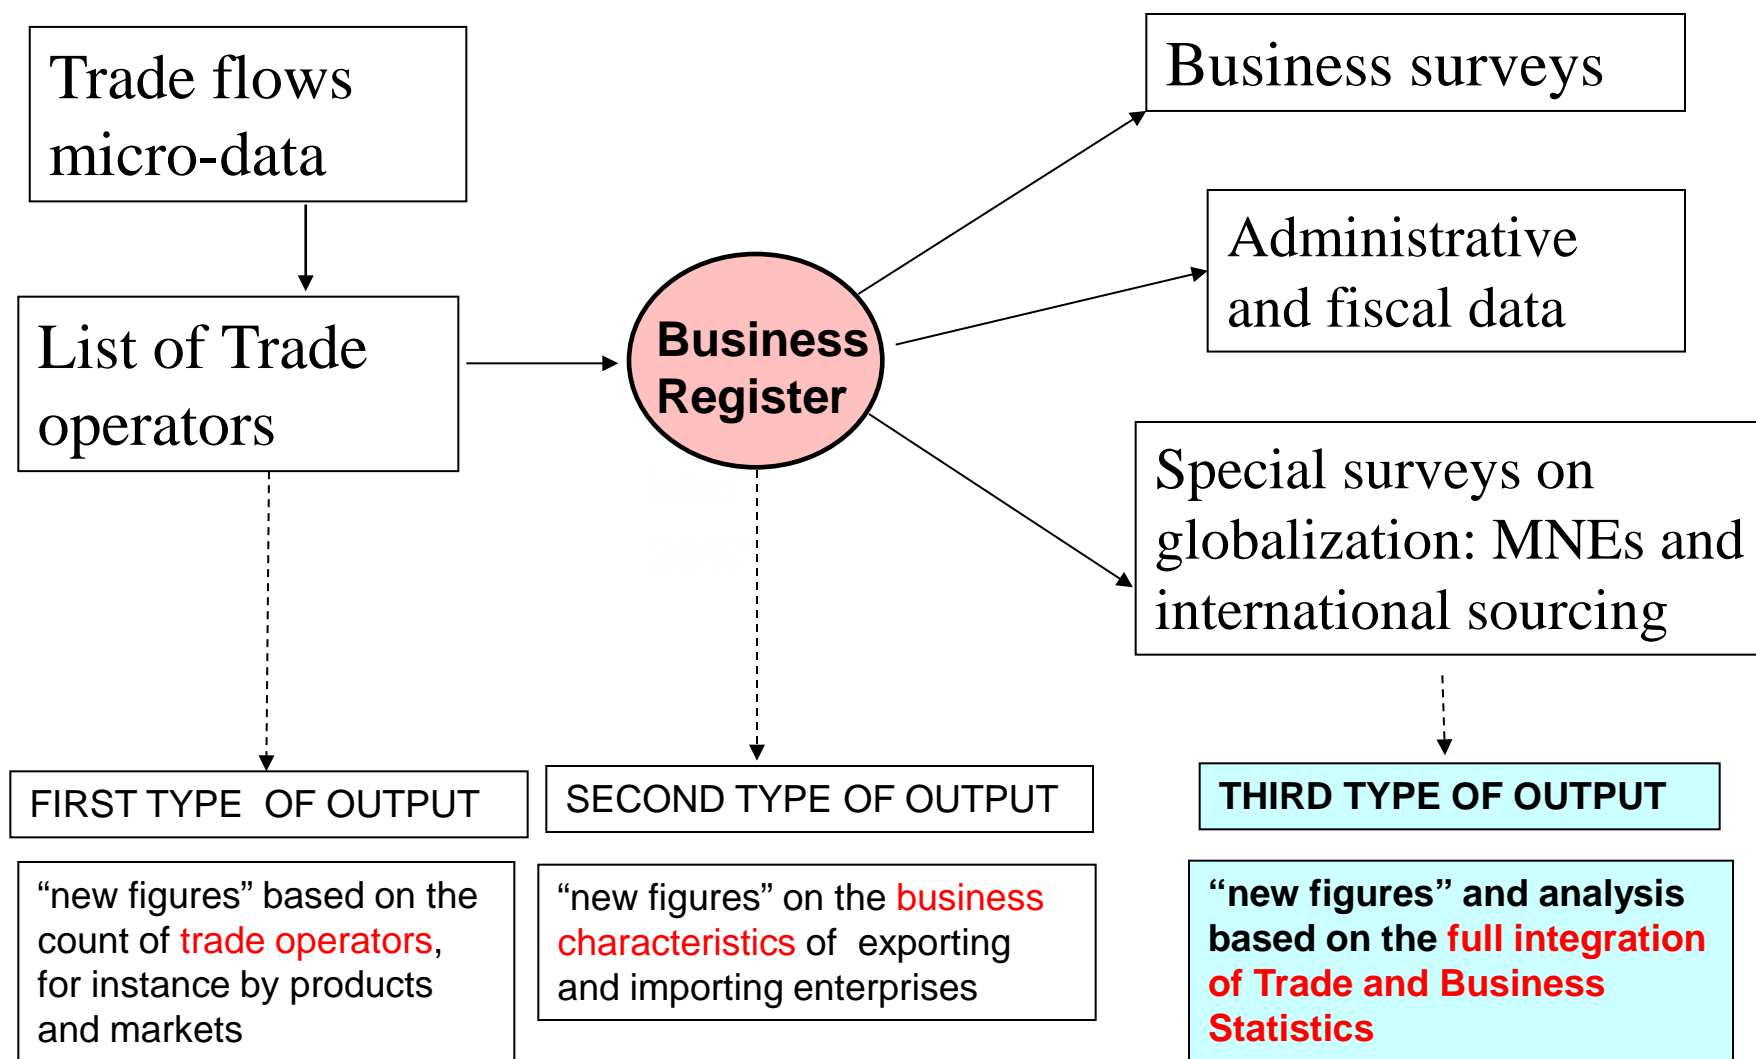 Trade flows
micro-data
List of Trade
operators
Business
Register
Business surveys
Administrative
and fiscal data
Special surveys on
globalization: MNEs and
international sourcing
FIRST TYPE OF OUTPUT
“new figures” based on the
count of trade operators,
for instance by products
and markets
SECOND TYPE OF OUTPUT
“new figures” on the business
characteristics of exporting
and importing enterprises
THIRD TYPE OF OUTPUT
“new figures” and analysis
based on the full integration
of Trade and Business
Statistics